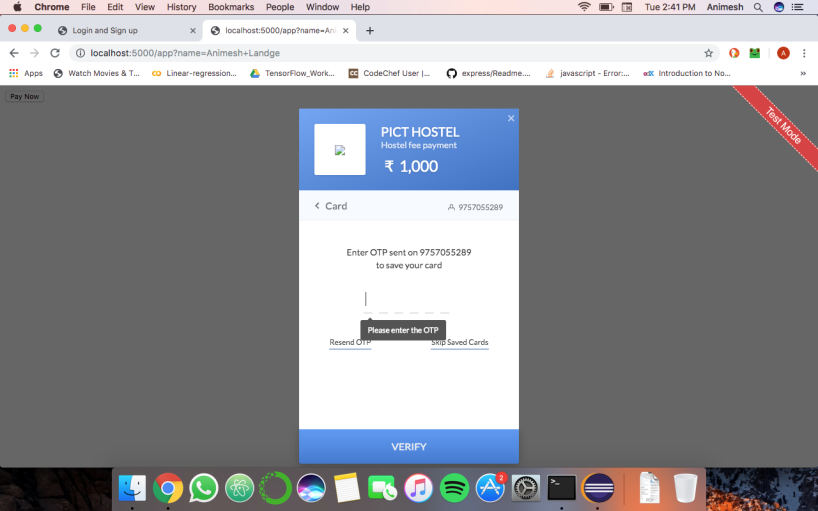 Chrome File Edit View History Bookmarks People Window Help Tue 2:41 PM Animesh
Login and Sign up
localhost:5000/app?name=Ani
localhost:5000/app?name=Animesh+Landge
A
Apps Watch Movies & T... Linear-regression... TensorFlow_Work... CodeChef User |... express/Readme.... javascript - Error:... Introduction to No...
Pay Now
Test Mode
PICT HOSTEL
Hostel fee payment
₹ 1,000
Card 9757055289
Enter OTP sent on 9757055289
to save your card
Please enter the OTP
Resend OTP Skip Saved Cards
VERIFY
2